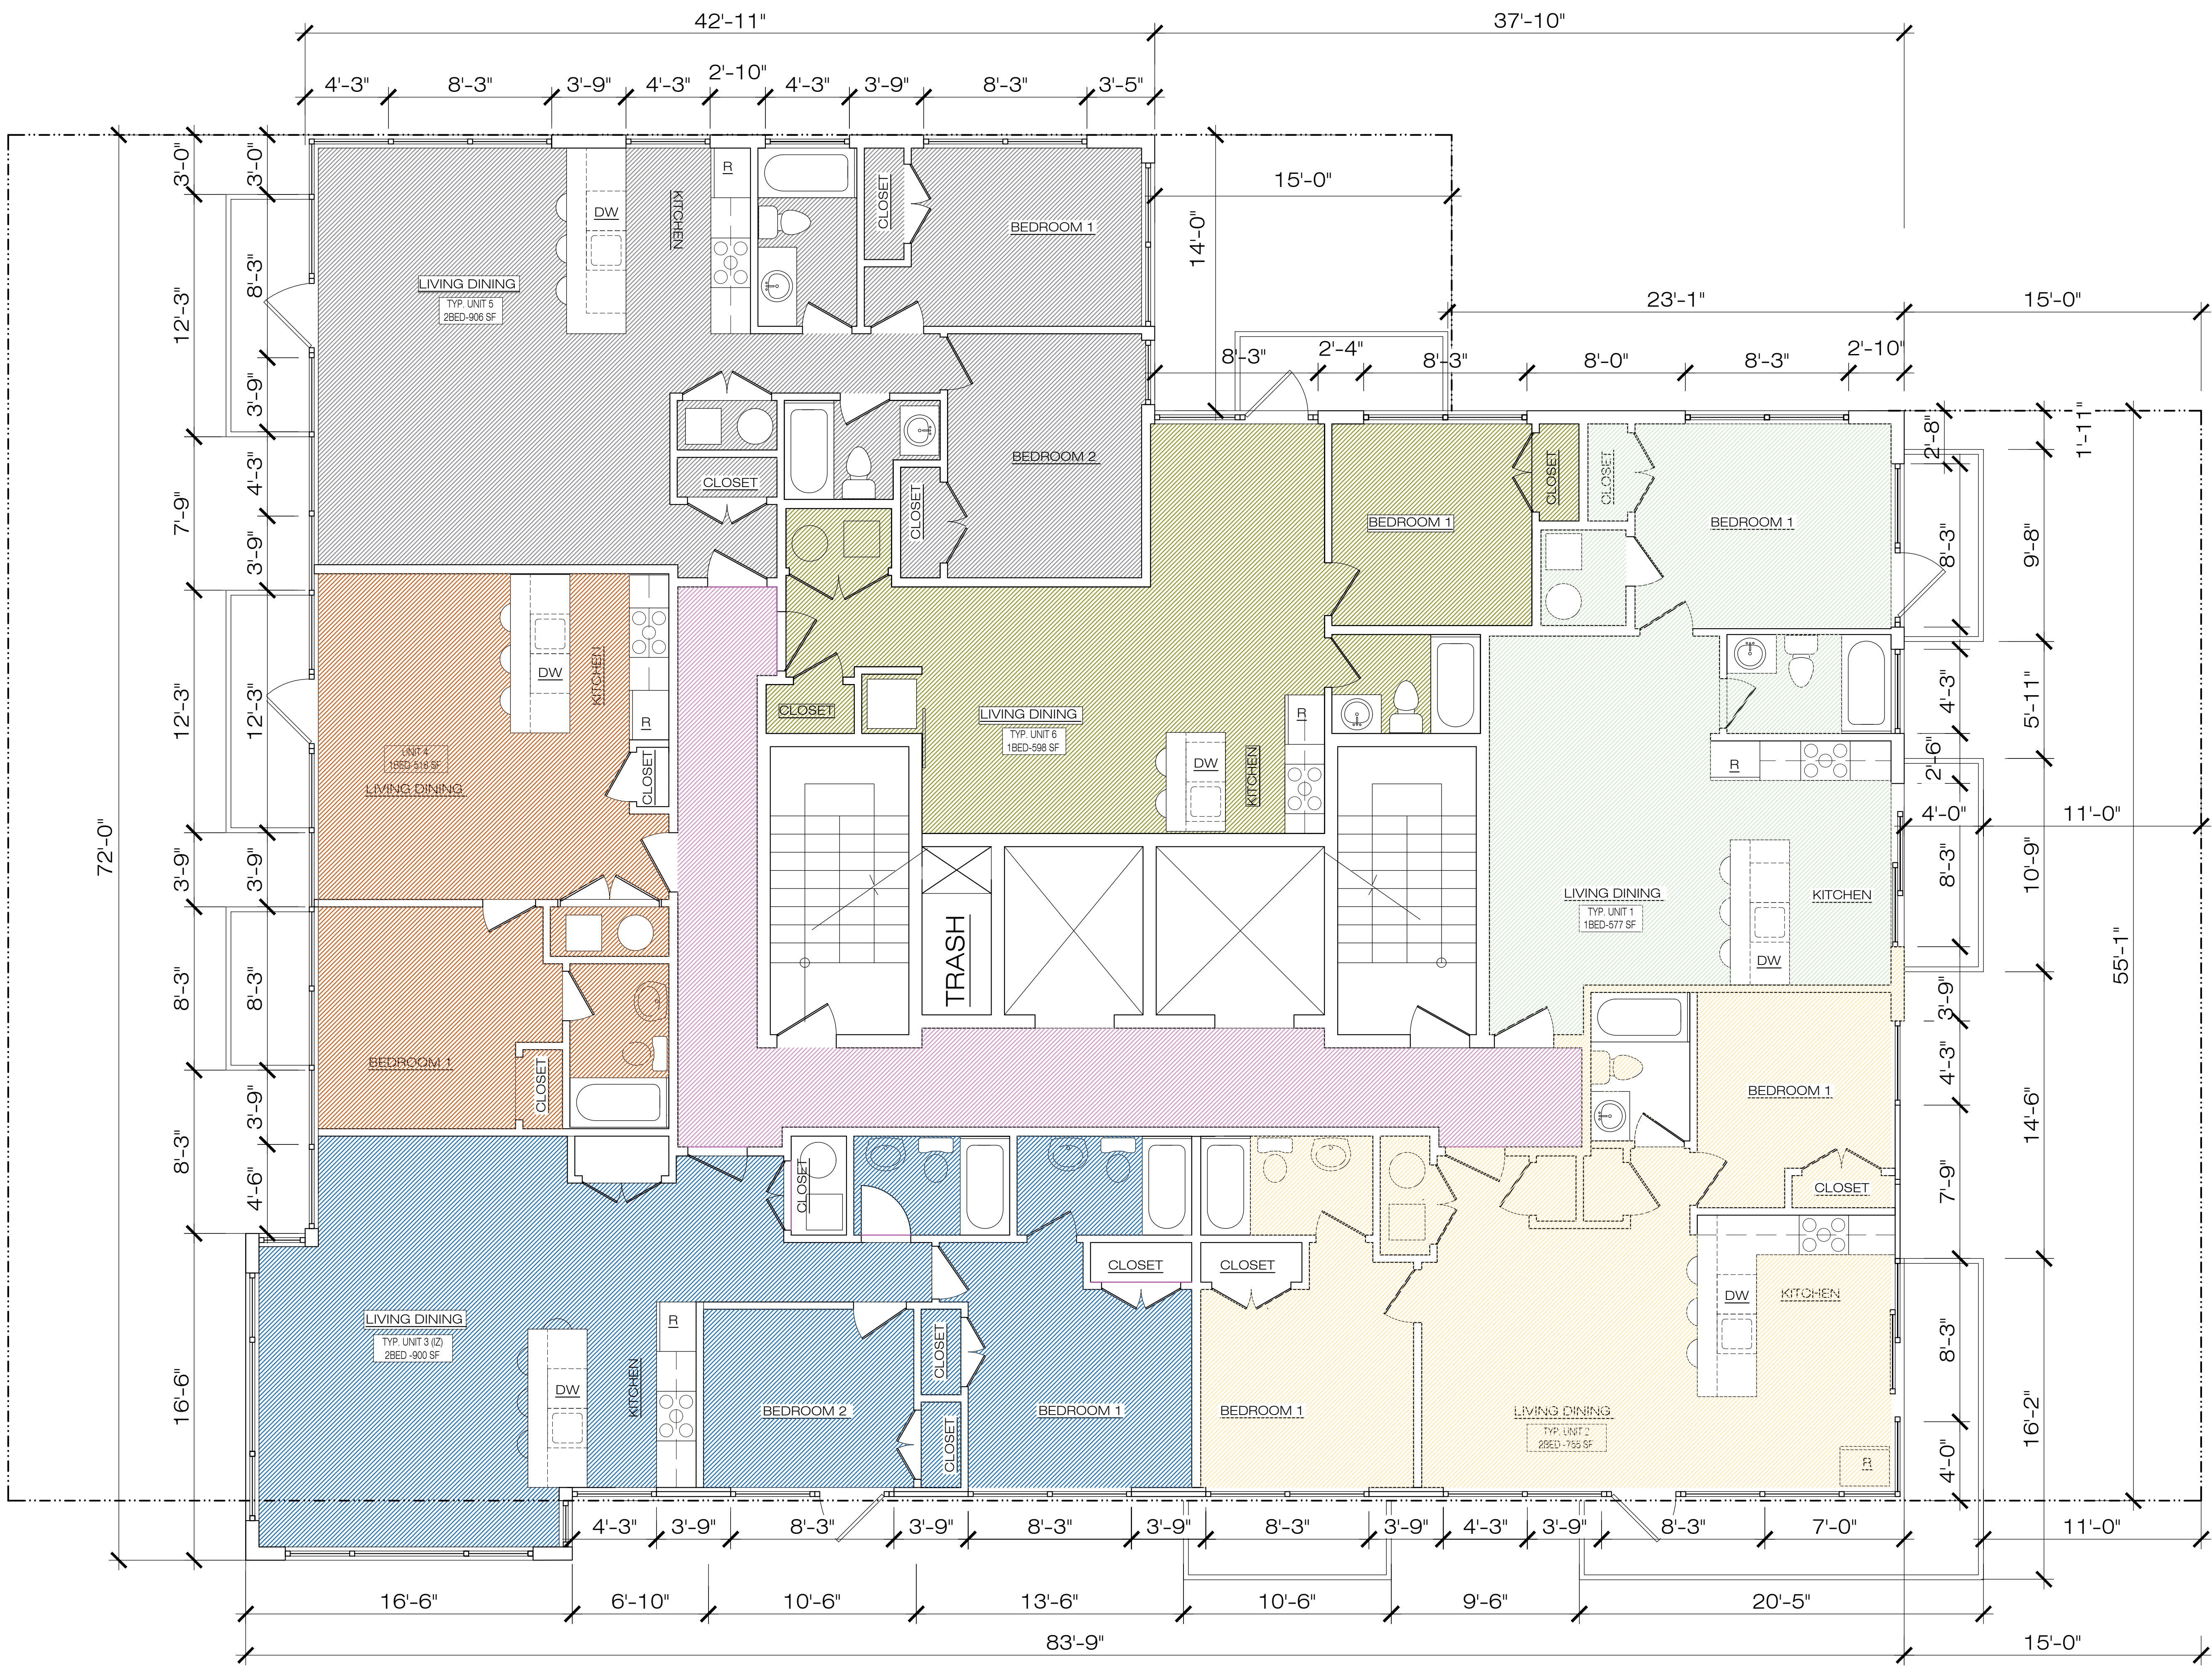 42'-11"
37'-10"
4'-3"
8'-3"
3'-9"
4'-3"
2'-10"
4'-3"
3'-9"
8'-3"
3'-5"
15'-0"
14'-0"
23'-1"
15'-0"
8'-3"
2'-4"
8'-3"
8'-0"
8'-3"
2'-10"
72'-0"
3'-0"
12'-3"
7'-9"
12'-3"
3'-9"
8'-3"
8'-3"
16'-6"
3'-0"
8'-3"
3'-9"
4'-3"
3'-9"
12'-3"
3'-9"
8'-3"
3'-9"
4'-6"
LIVING DINING
TYP. UNIT 5
2BED-906 SF
DW
KITCHEN
R
CLOSET
BEDROOM 1
BEDROOM 2
CLOSET
CLOSET
DW
KITCHEN
R
CLOSET
UNIT 4
1BED-516 SF
LIVING DINING
BEDROOM 1
CLOSET
CLOSET
LIVING DINING
TYP. UNIT 6
1BED-598 SF
DW
KITCHEN
R
BEDROOM 1
CLOSET
CLOSET
BEDROOM 1
R
LIVING DINING
TYP. UNIT 1
1BED-577 SF
KITCHEN
DW
TRASH
LIVING DINING
TYP. UNIT 3 (IZ)
2BED -900 SF
DW
KITCHEN
R
BEDROOM 2
CLOSET
CLOSET
CLOSET
CLOSET
BEDROOM 1
CLOSET
BEDROOM 1
BEDROOM 1
CLOSET
DW
KITCHEN
LIVING DINING
TYP. UNIT 2
2BED -755 SF
R
2'-8"
8'-3"
4'-3"
2'-6"
4'-0"
11'-0"
8'-3"
3'-9"
4'-3"
7'-9"
8'-3"
4'-0"
1'-11"
9'-8"
5'-11"
10'-9"
14'-6"
16'-2"
55'-1"
4'-3"
3'-9"
8'-3"
3'-9"
8'-3"
3'-9"
8'-3"
3'-9"
4'-3"
3'-9"
8'-3"
7'-0"
11'-0"
16'-6"
6'-10"
10'-6"
13'-6"
10'-6"
9'-6"
20'-5"
83'-9"
15'-0"